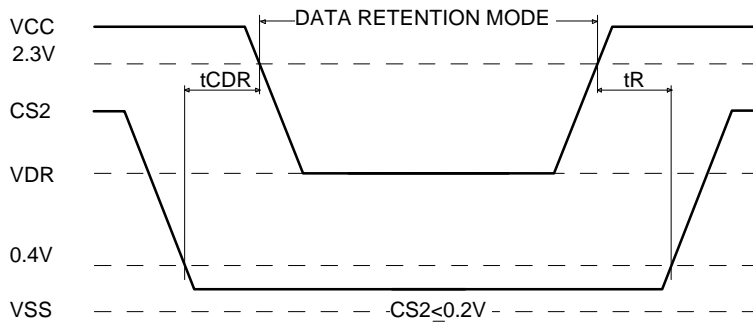 DATA RETENTION MODE
VCC
2.3V
tCDR
tR
CS2
VDR
0.4V
VSS
CS2≤0.2V